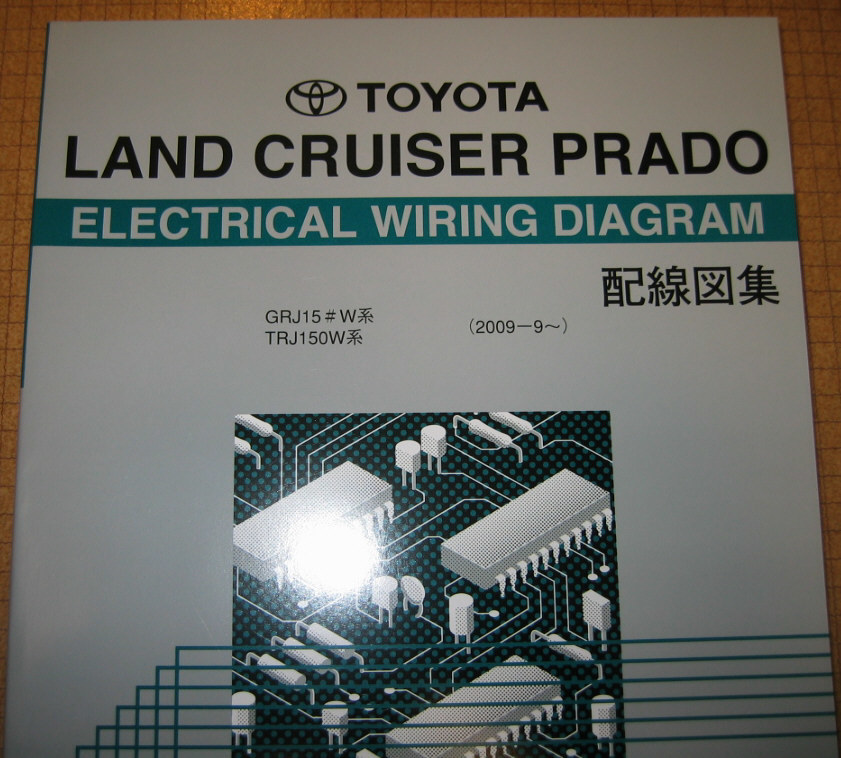 TOYOTA
LAND CRUISER PRADO
ELECTRICAL WIRING DIAGRAM
配線図集
GRJ15#W系
TRJ150W系
（2009－9～）